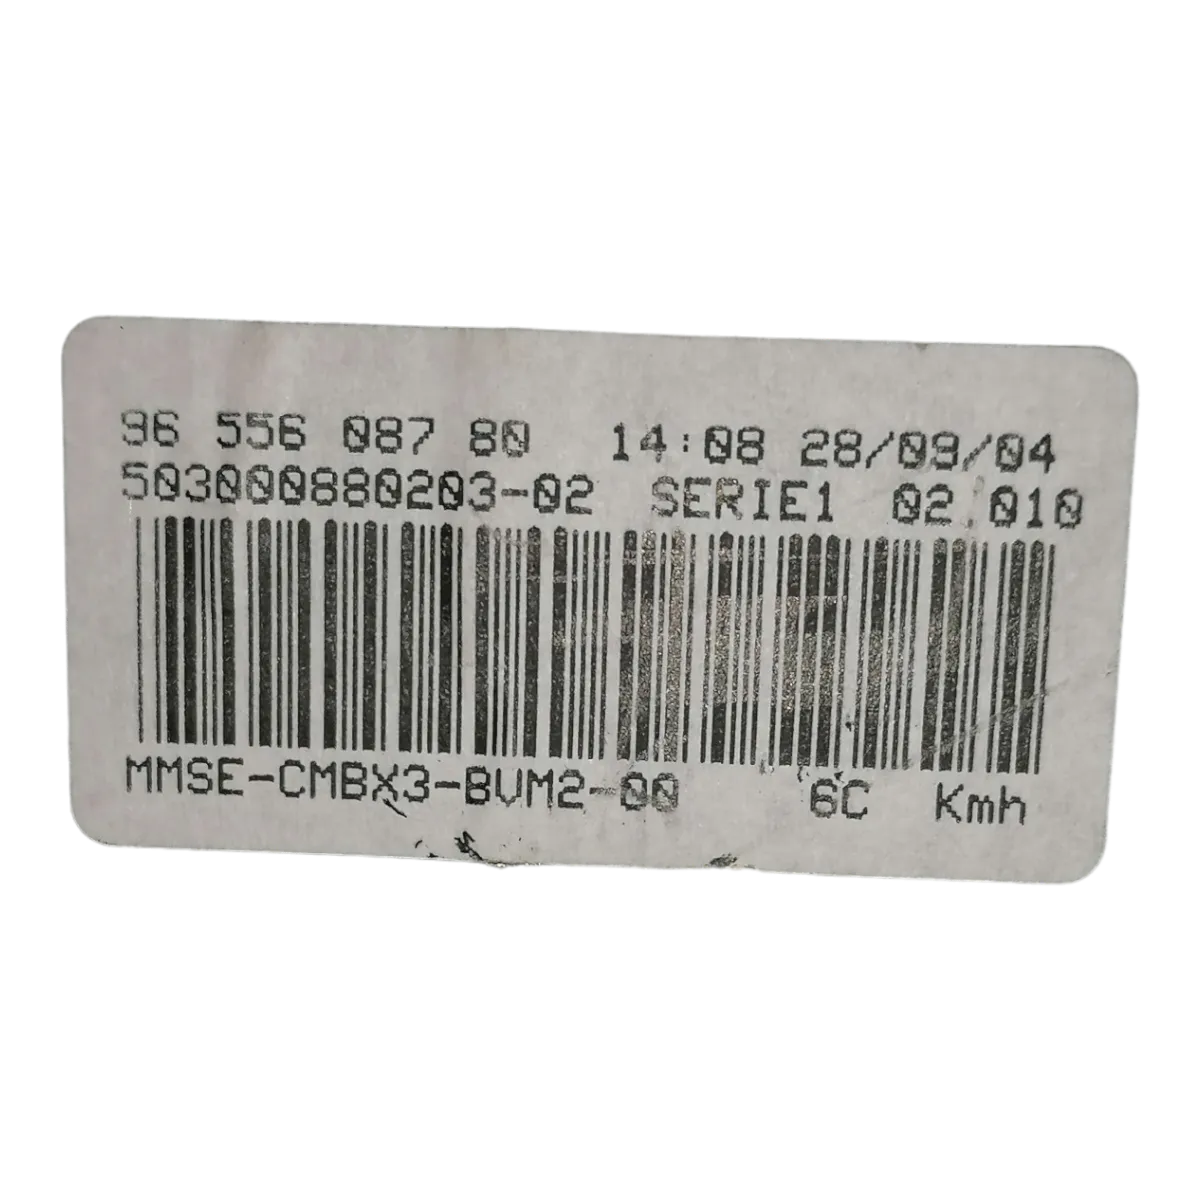 96 556 087 80 14:08 28/09/04
503000880203-02 SERIE1 02.010
MMSE-CMBX3-BVM2-00 6C Kmh